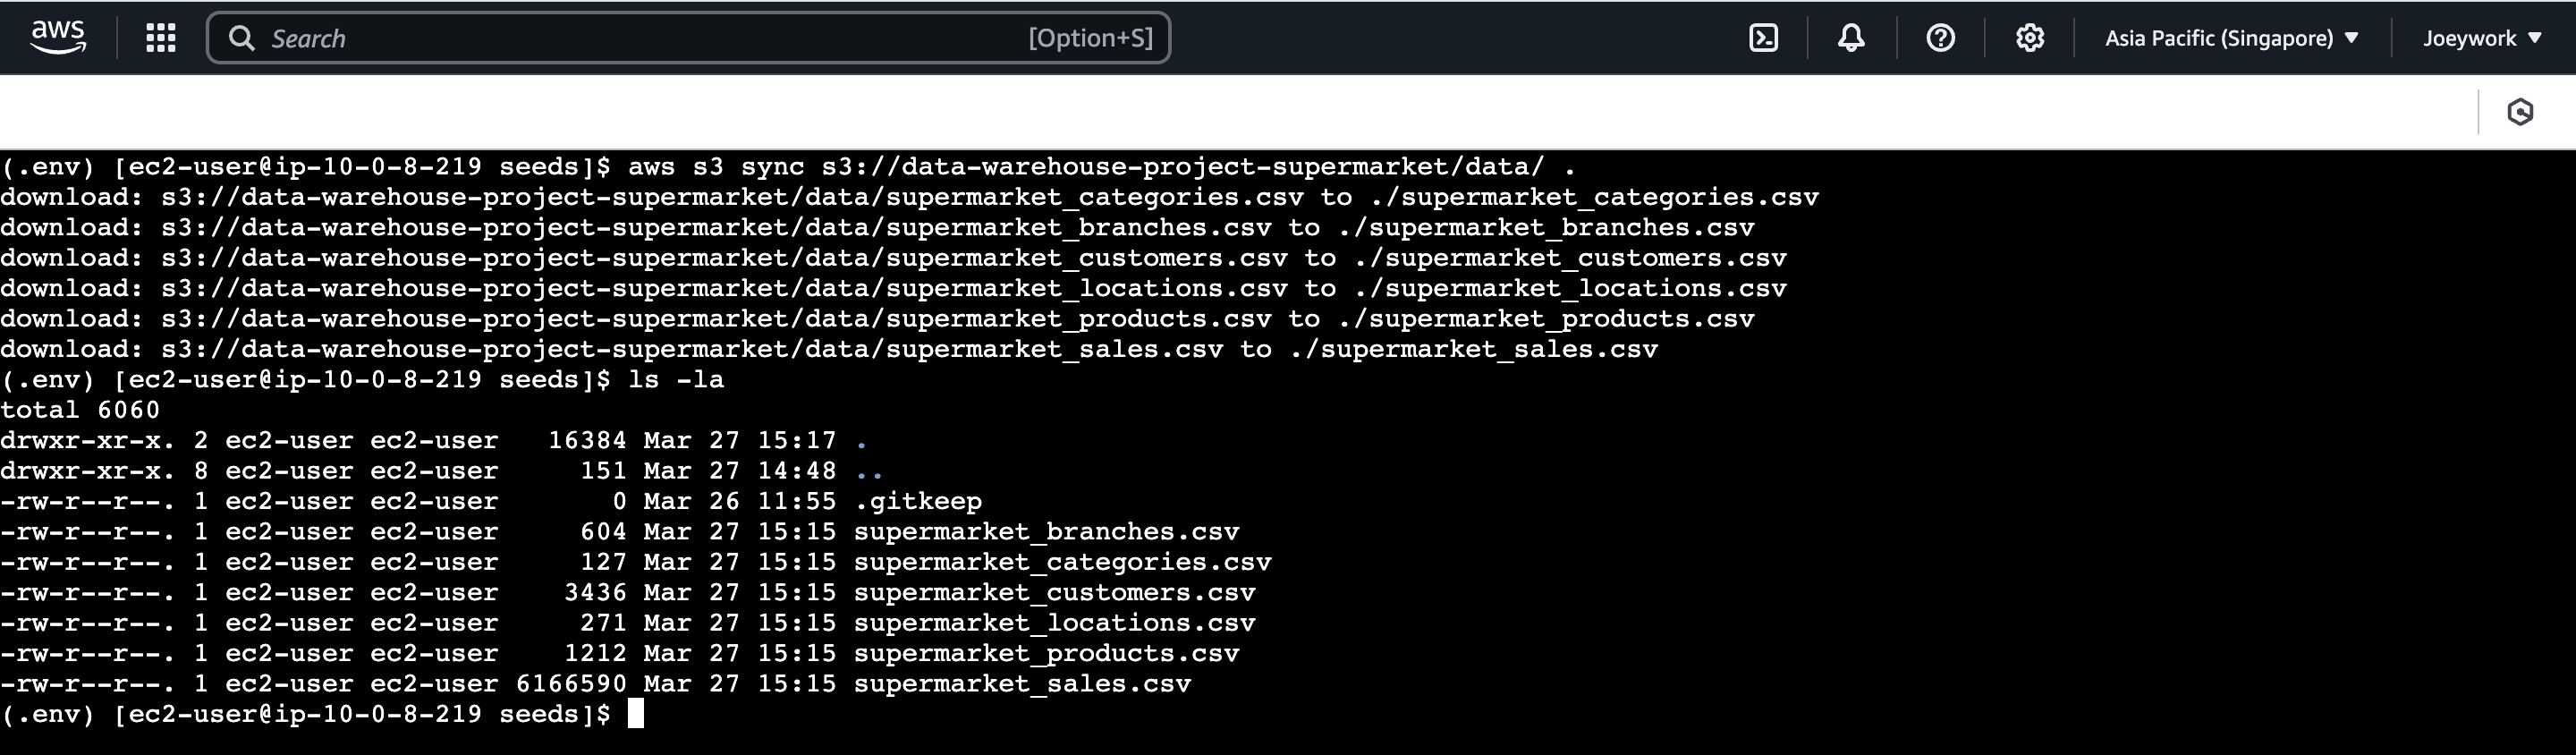 aws
Search
[Option+S]
Asia Pacific (Singapore)
Joeywork
(.env) [ec2-user@ip-10-0-8-219 seeds]$ aws s3 sync s3://data-warehouse-project-supermarket/data/ .
download: s3://data-warehouse-project-supermarket/data/supermarket_categories.csv to ./supermarket_categories.csv
download: s3://data-warehouse-project-supermarket/data/supermarket_branches.csv to ./supermarket_branches.csv
download: s3://data-warehouse-project-supermarket/data/supermarket_customers.csv to ./supermarket_customers.csv
download: s3://data-warehouse-project-supermarket/data/supermarket_locations.csv to ./supermarket_locations.csv
download: s3://data-warehouse-project-supermarket/data/supermarket_products.csv to ./supermarket_products.csv
download: s3://data-warehouse-project-supermarket/data/supermarket_sales.csv to ./supermarket_sales.csv
(.env) [ec2-user@ip-10-0-8-219 seeds]$ ls -la
total 6060
drwxr-xr-x. 2 ec2-user ec2-user   16384 Mar 27 15:17 .
drwxr-xr-x. 8 ec2-user ec2-user     151 Mar 27 14:48 ..
-rw-r--r--. 1 ec2-user ec2-user       0 Mar 26 11:55 .gitkeep
-rw-r--r--. 1 ec2-user ec2-user     604 Mar 27 15:15 supermarket_branches.csv
-rw-r--r--. 1 ec2-user ec2-user     127 Mar 27 15:15 supermarket_categories.csv
-rw-r--r--. 1 ec2-user ec2-user    3436 Mar 27 15:15 supermarket_customers.csv
-rw-r--r--. 1 ec2-user ec2-user     271 Mar 27 15:15 supermarket_locations.csv
-rw-r--r--. 1 ec2-user ec2-user    1212 Mar 27 15:15 supermarket_products.csv
-rw-r--r--. 1 ec2-user ec2-user 6166590 Mar 27 15:15 supermarket_sales.csv
(.env) [ec2-user@ip-10-0-8-219 seeds]$